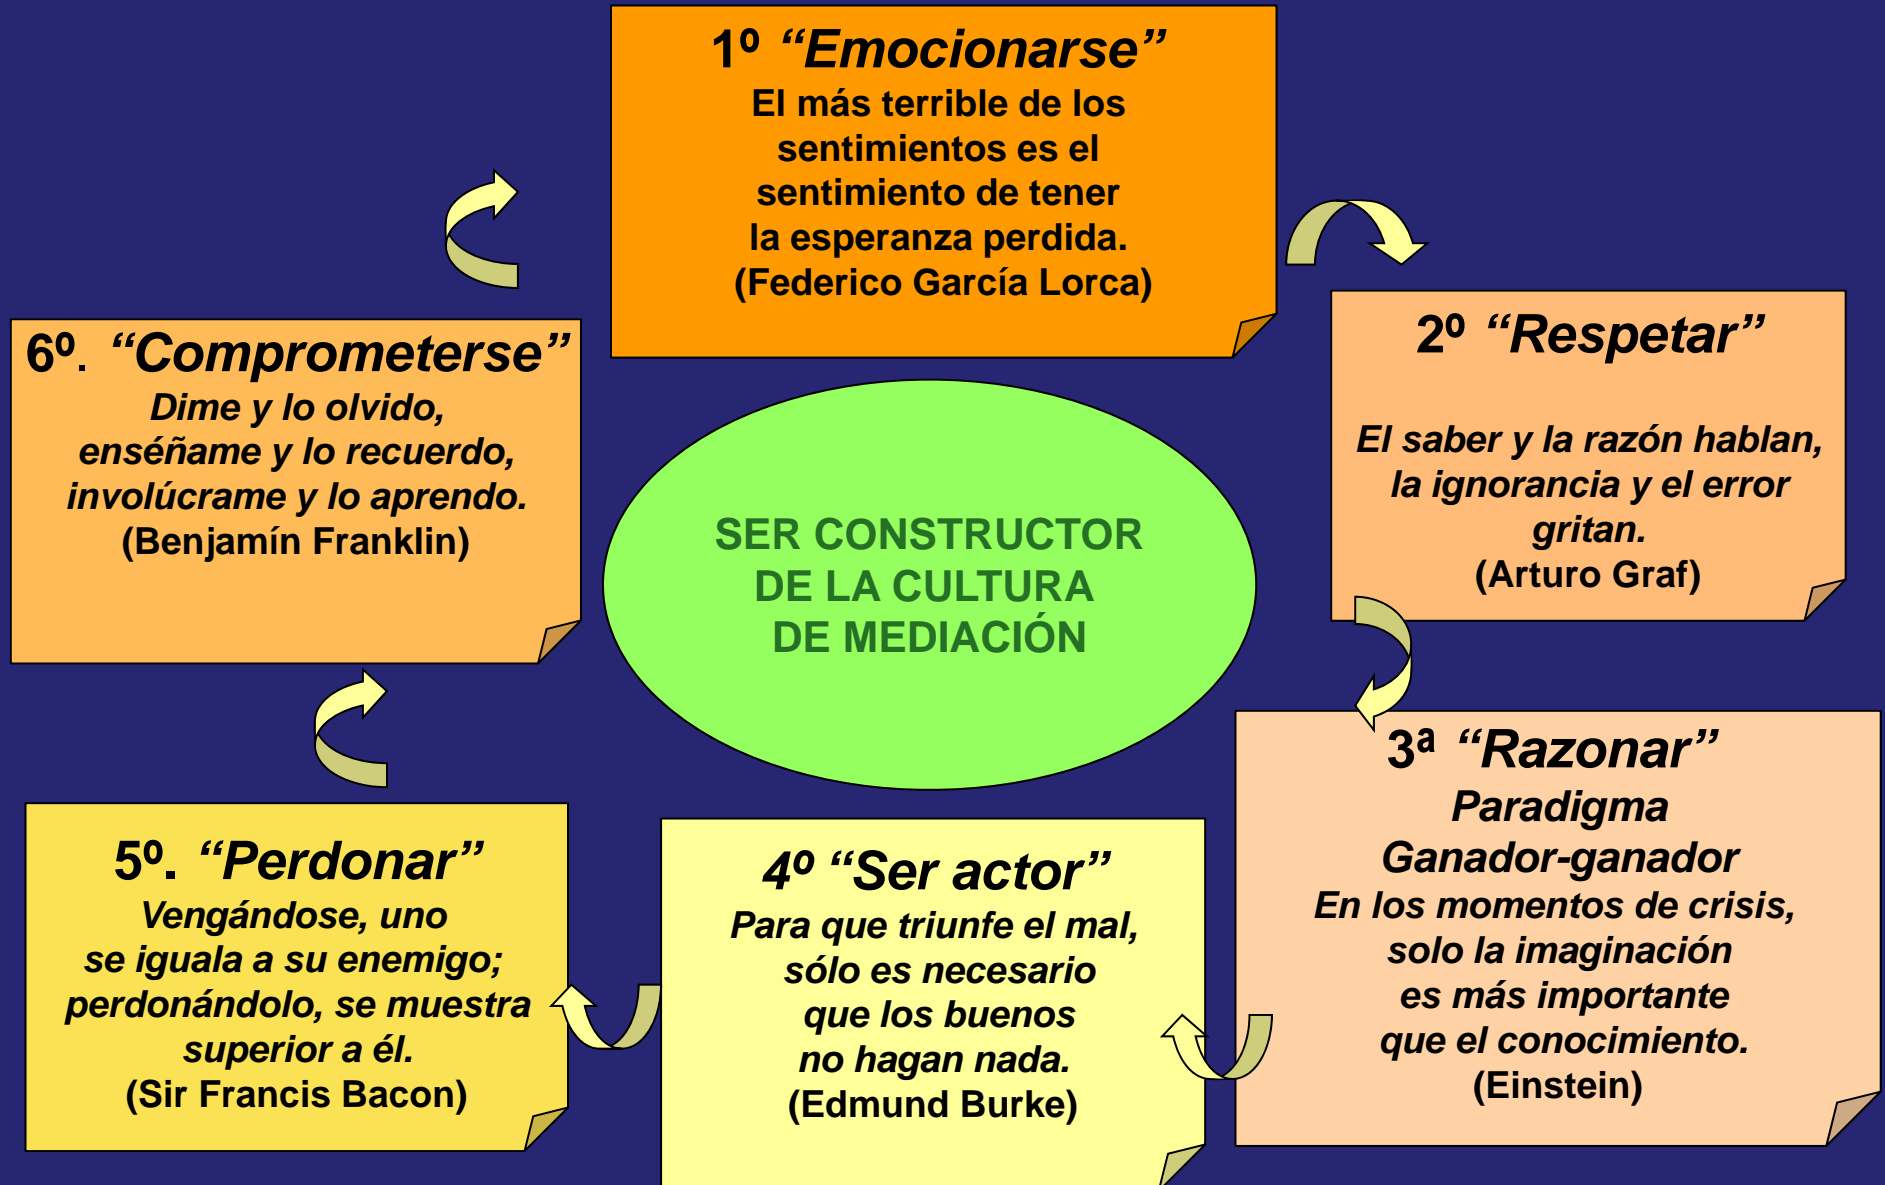 1º “Emocionarse”
El más terrible de los
sentimientos es el
sentimiento de tener
la esperanza perdida.
(Federico García Lorca)
2º “Respetar”
El saber y la razón hablan,
la ignorancia y el error
gritan.
(Arturo Graf)
3ª “Razonar”
Paradigma
Ganador-ganador
En los momentos de crisis,
solo la imaginación
es más importante
que el conocimiento.
(Einstein)
4º “Ser actor”
Para que triunfe el mal,
sólo es necesario
que los buenos
no hagan nada.
(Edmund Burke)
5º. “Perdonar”
Vengándose, uno
se iguala a su enemigo;
perdonándolo, se muestra
superior a él.
(Sir Francis Bacon)
6º. “Comprometerse”
Dime y lo olvido,
enséñame y lo recuerdo,
involúcrame y lo aprendo.
(Benjamín Franklin)
SER CONSTRUCTOR
DE LA CULTURA
DE MEDIACIÓN